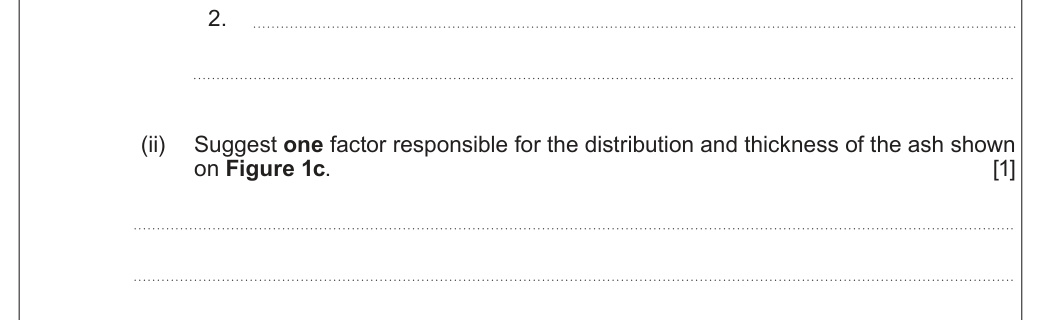 2.
(ii) Suggest one factor responsible for the distribution and thickness of the ash shown
on Figure 1c. [1]